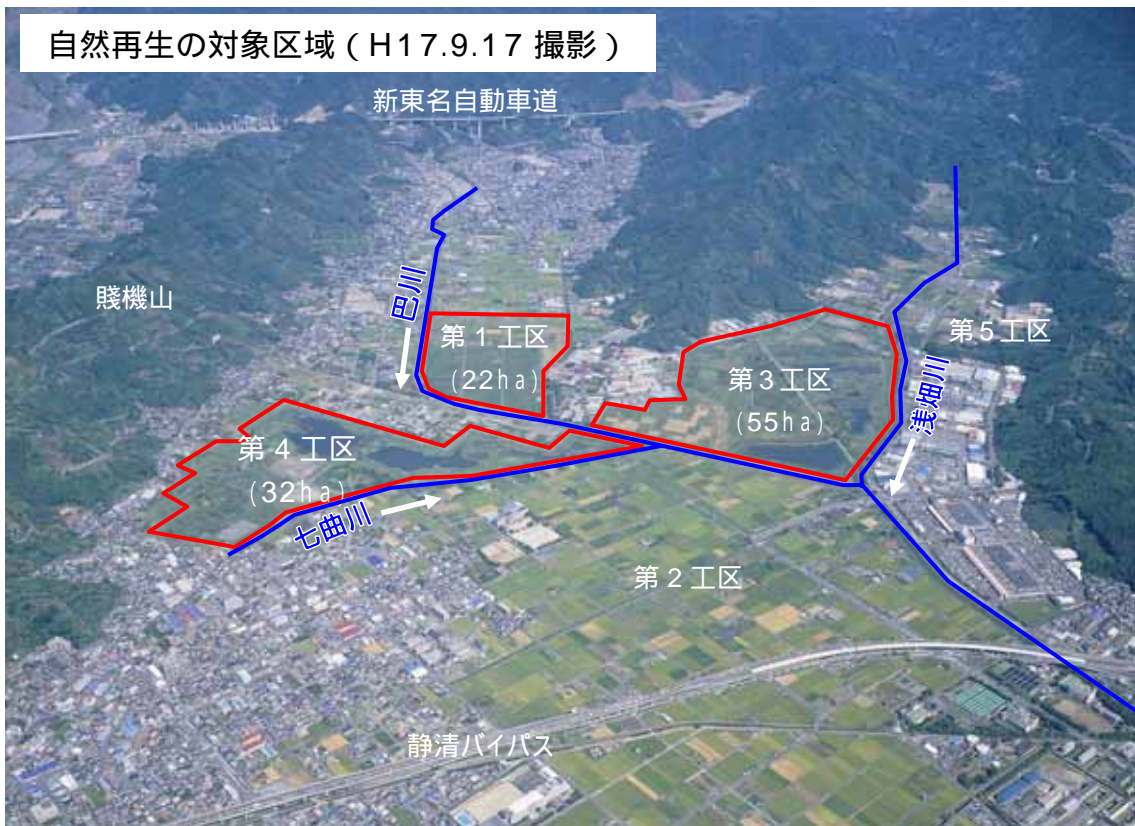 自然再生の対象区域(H17.9.17 撮影)
新東名自動車道
賤機山
巴川
第1工区
(22ha)
第5工区
第3工区
(55ha)
浅畑川
第4工区
(32ha)
七曲川
第2工区
静清バイパス